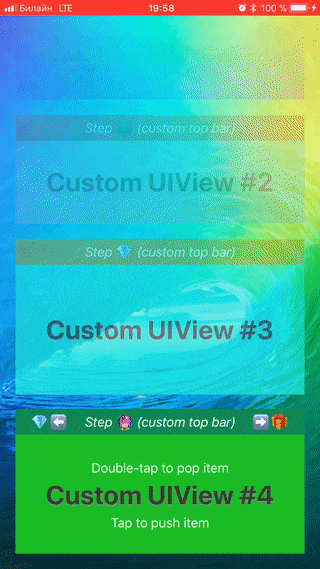 Билайн LTE 19:58 100 %
Step (custom top bar)
Custom UIView #2
Step 💎 (custom top bar)
Custom UIView #3
💎 ⬅️ Step (custom top bar) ➡️ 🎁
Double-tap to pop item
Custom UIView #4
Tap to push item